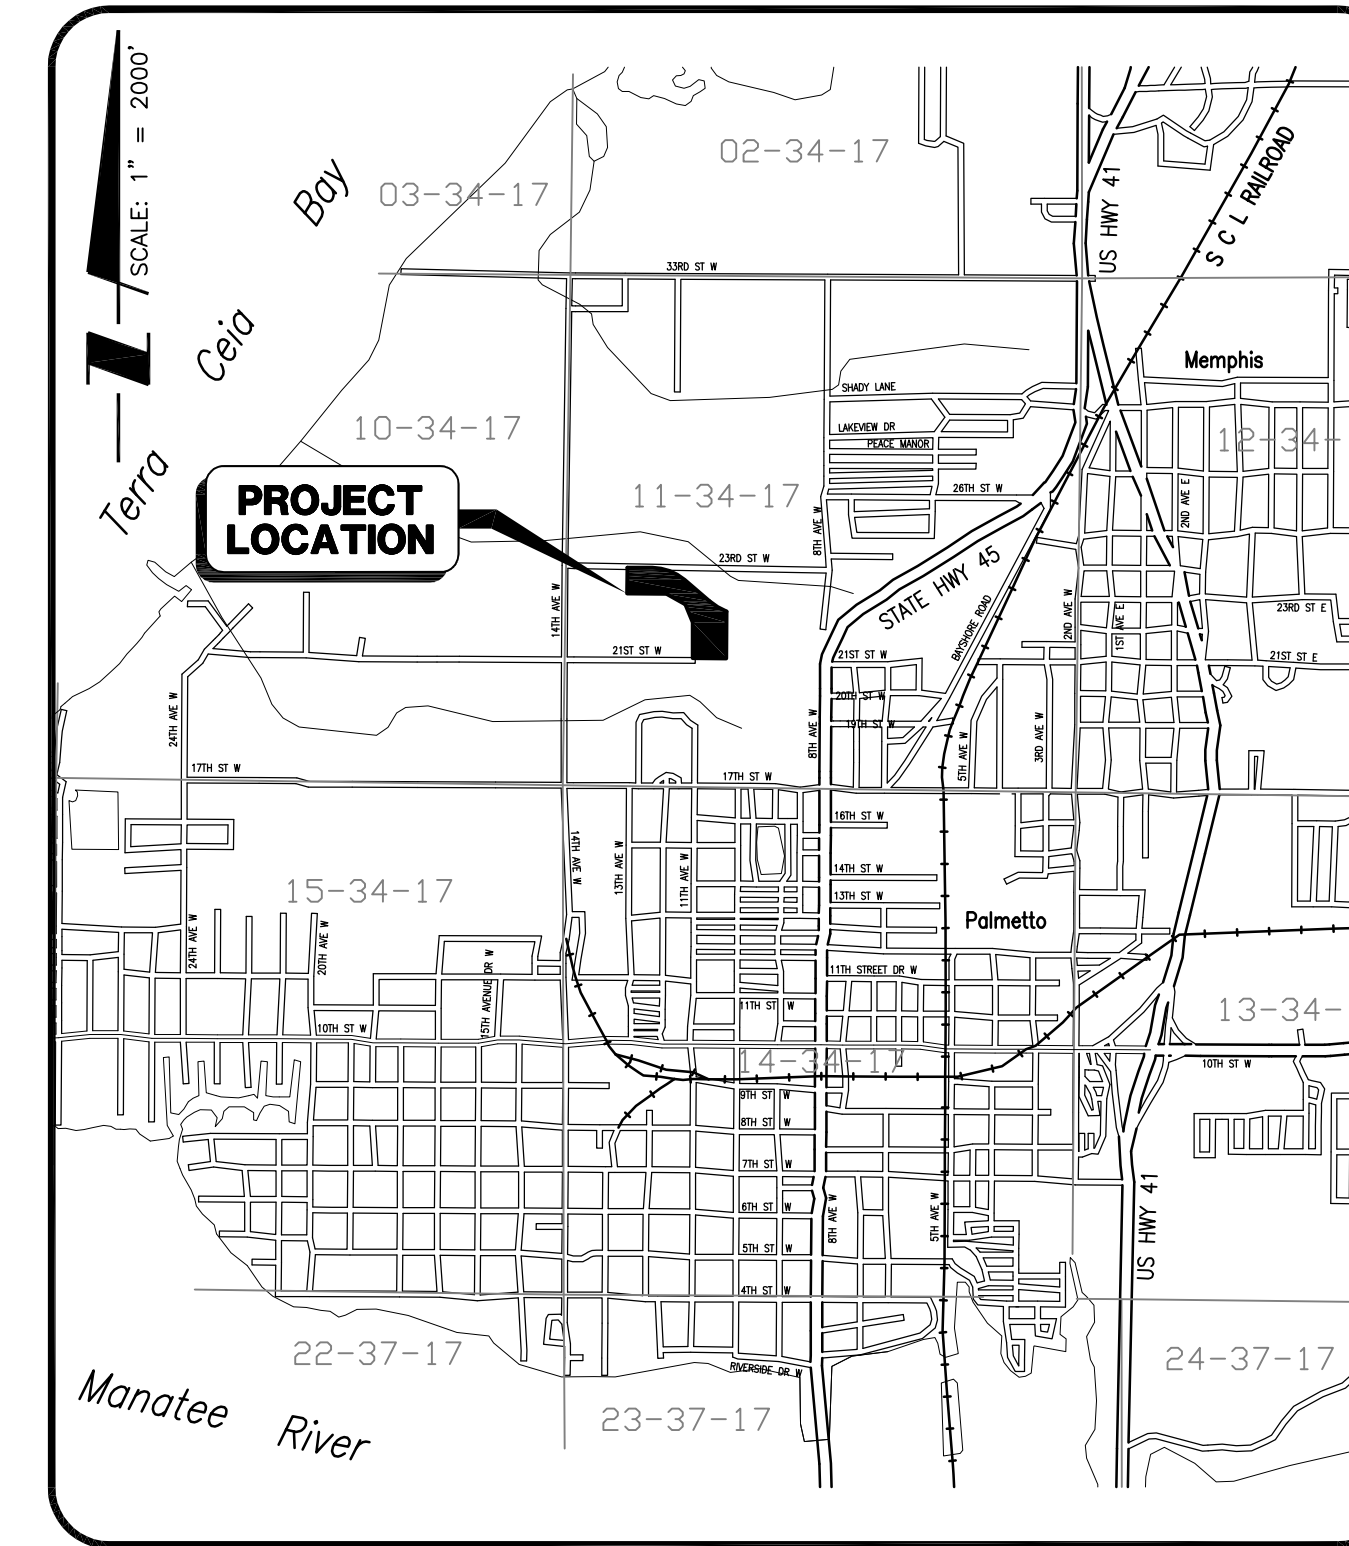 SCALE: 1" = 2000'
Terra Ceia Bay
03-34-17
02-34-17
US HWY 41
S C L RAILROAD
33RD ST W
Memphis
SHADY LANE
10-34-17
LAKEVIEW DR
PEACE MANOR
12-34-
PROJECT
LOCATION
11-34-17
26TH ST W
2ND AVE E
8TH AVE W
23RD ST W
STATE HWY 45
14TH AVE W
BAYSHORE ROAD
2ND AVE W
1ST AVE E
23RD ST E
21ST ST W
21ST ST W
21ST ST E
24TH AVE W
20TH ST W
19TH ST W
8TH AVE W
5TH AVE W
3RD AVE W
17TH ST W
17TH ST W
16TH ST W
14TH AVE W
13TH AVE W
11TH AVE W
14TH ST W
15-34-17
13TH ST W
Palmetto
24TH AVE W
20TH AVE W
15TH AVENUE DR W
11TH STREET DR W
11TH ST W
13-34-
10TH ST W
14-34-17
10TH ST W
9TH ST W
8TH ST W
7TH ST W
6TH ST W
8TH AVE W
5TH AVE W
US HWY 41
5TH ST W
4TH ST W
22-37-17
RIVERSIDE DR W
24-37-17
Manatee River
23-37-17